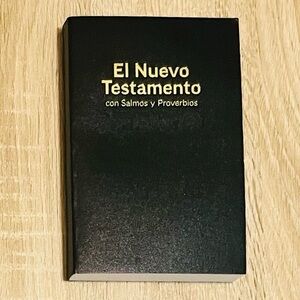 El Nuevo
Testamento
con Salmos y Proverbios